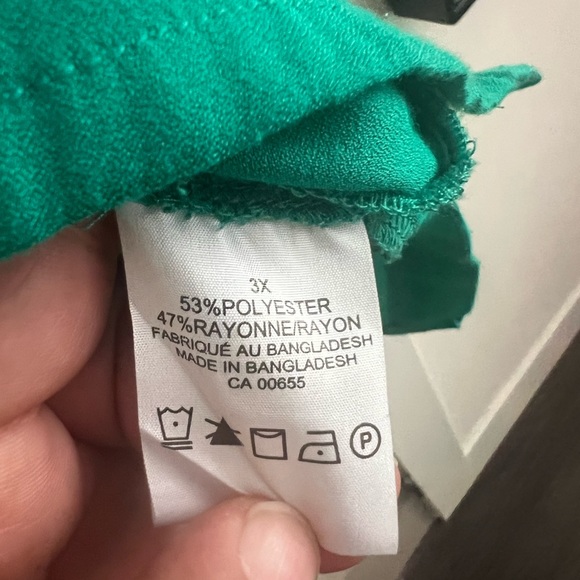 3X
53%POLYESTER
47%RAYONNE/RAYON
FABRIQUÉ AU BANGLADESH
MADE IN BANGLADESH
CA 00655
P